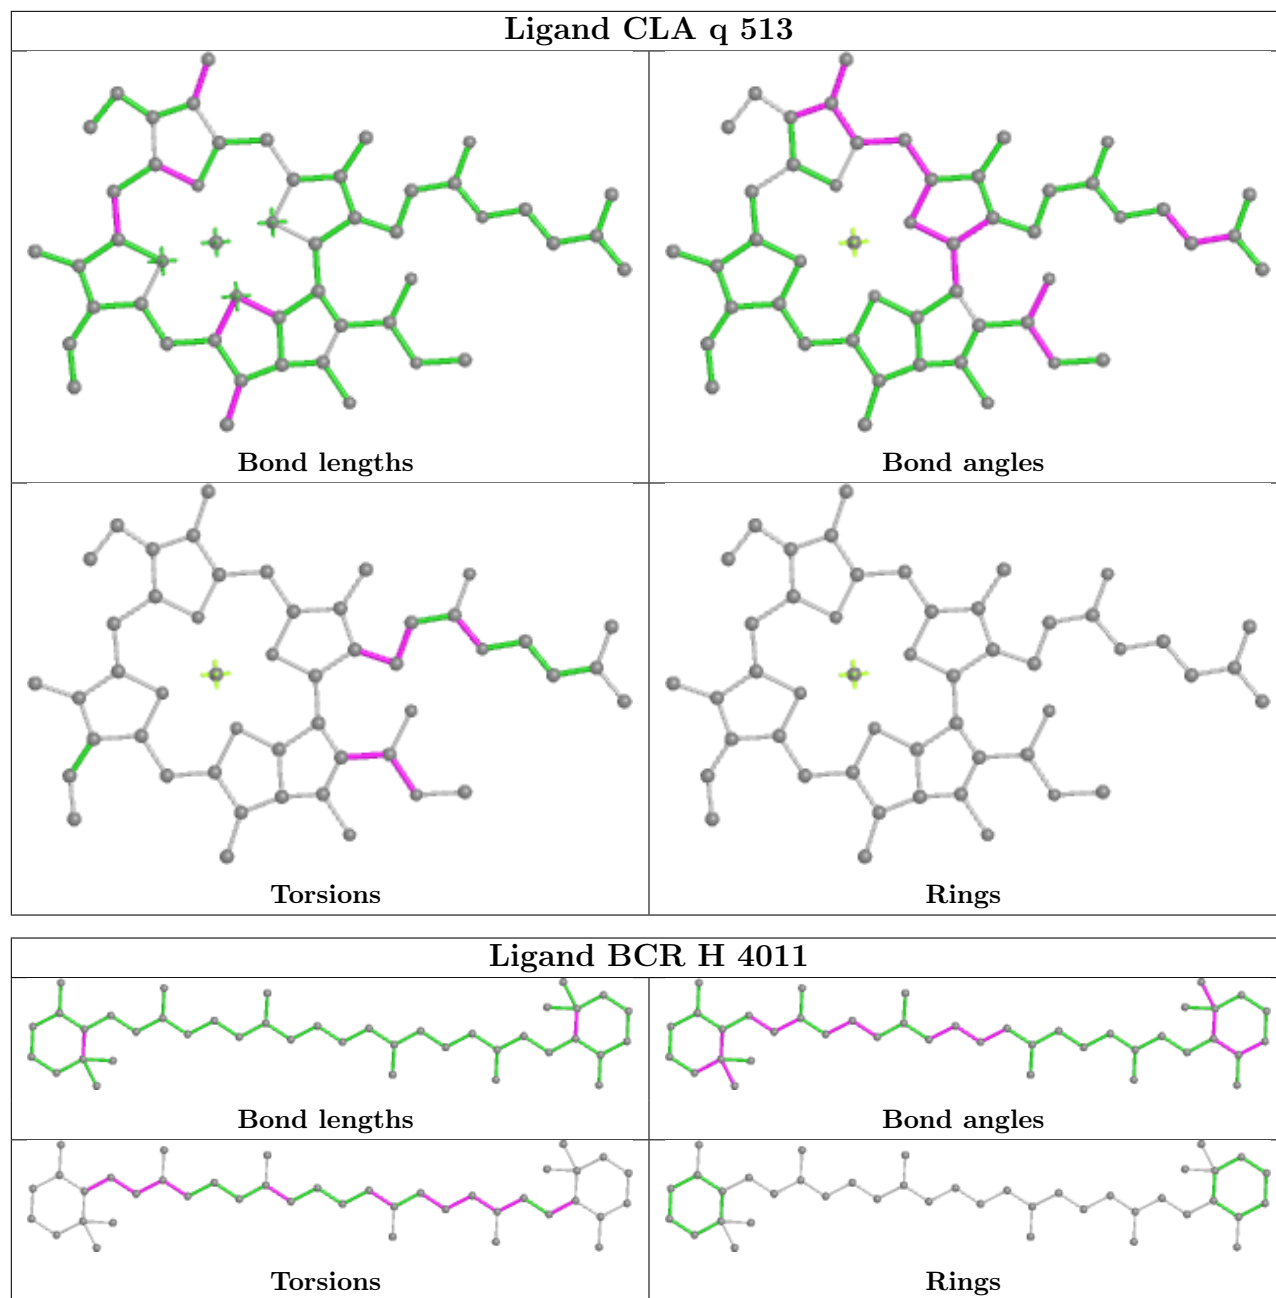 Ligand CLA q 513
Bond lengths
Bond angles
Torsions
Rings
Ligand BCR H 4011
Bond lengths
Bond angles
Torsions
Rings